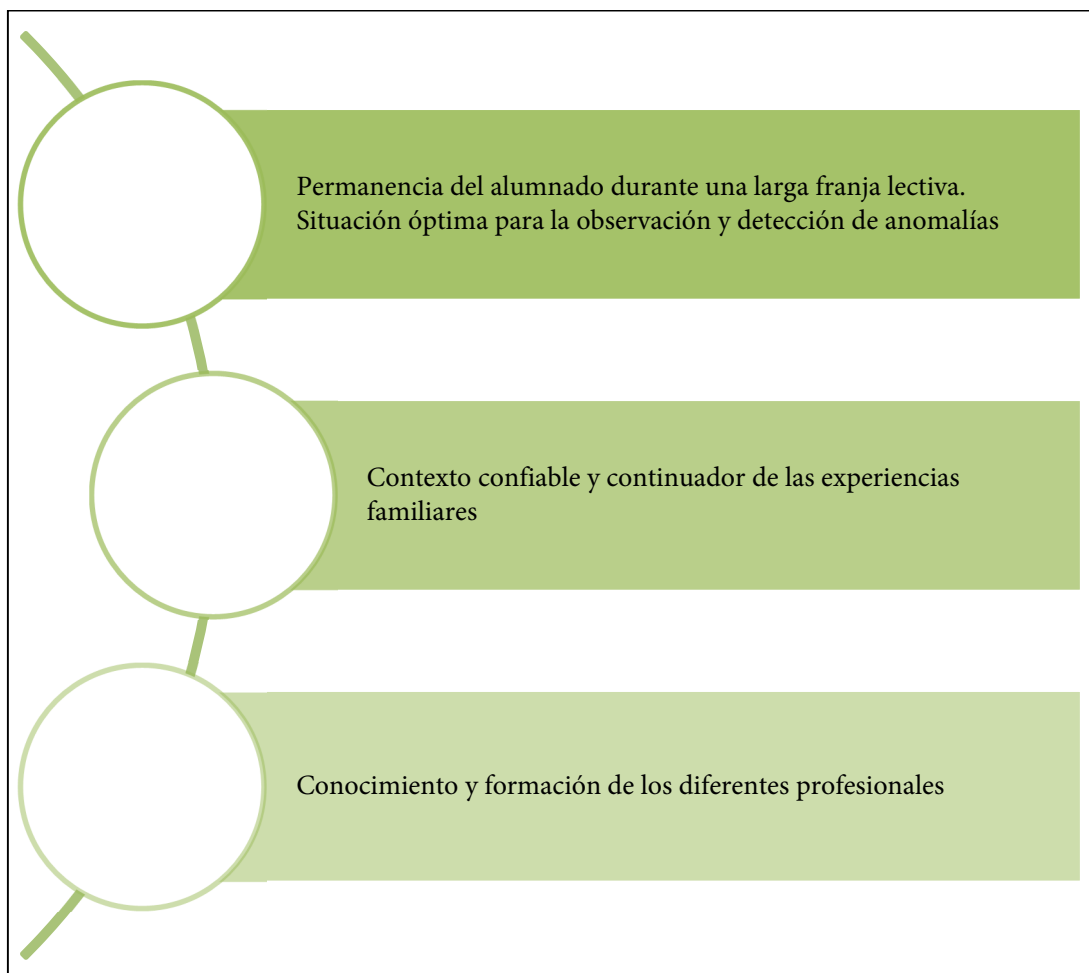 Permanencia del alumnado durante una larga franja lectiva.
Situación óptima para la observación y detección de anomalías
Contexto confiable y continuador de las experiencias
familiares
Conocimiento y formación de los diferentes profesionales